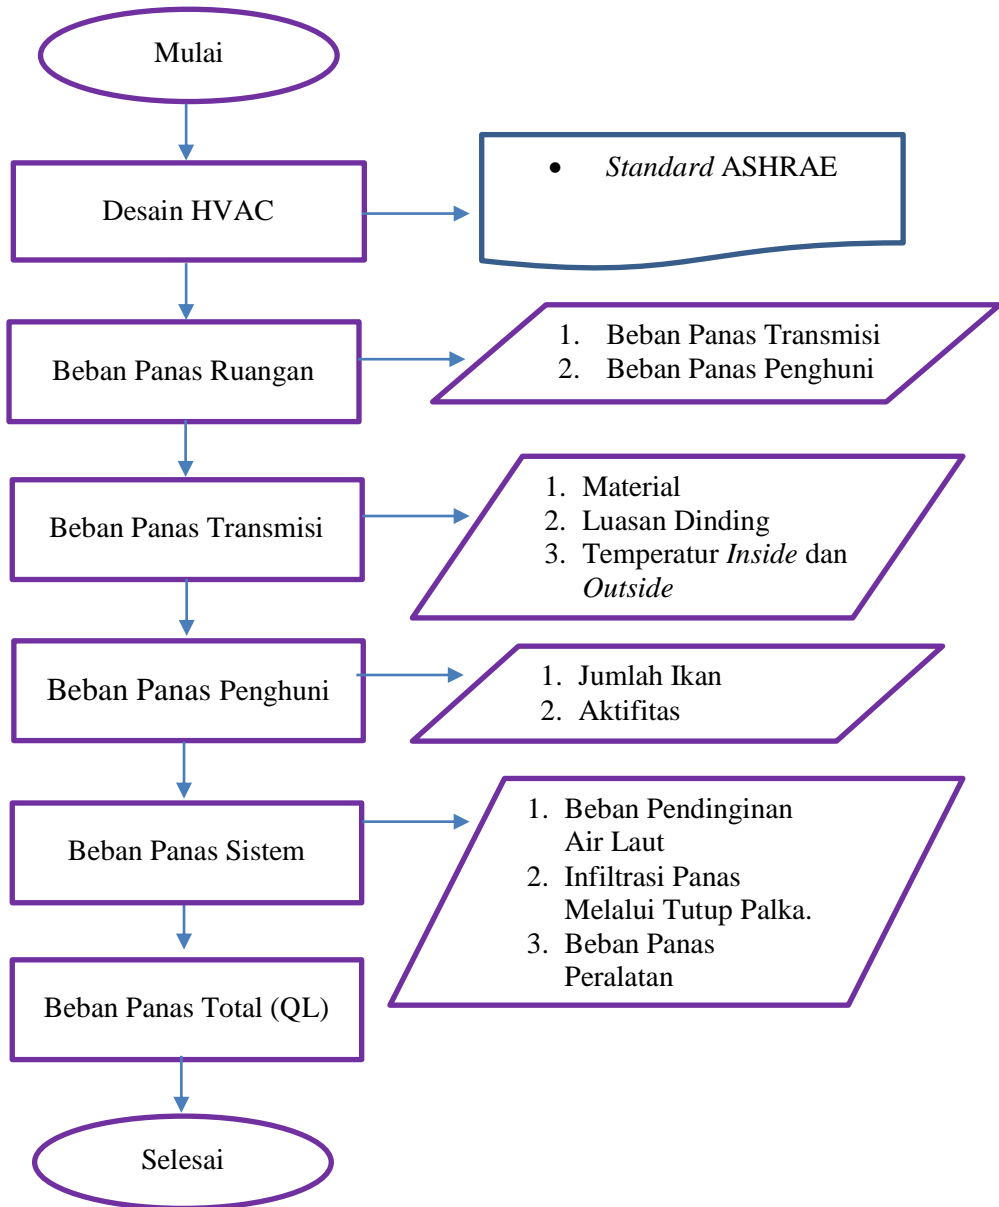 Mulai
Desain HVAC
• Standard ASHRAE
Beban Panas Ruangan
1. Beban Panas Transmisi
2. Beban Panas Penghuni
Beban Panas Transmisi
1. Material
2. Luasan Dinding
3. Temperatur Inside dan
Outside
Beban Panas Penghuni
1. Jumlah Ikan
2. Aktifitas
Beban Panas Sistem
1. Beban Pendinginan
Air Laut
2. Infiltrasi Panas
Melalui Tutup Palka.
3. Beban Panas
Peralatan
Beban Panas Total (QL)
Selesai